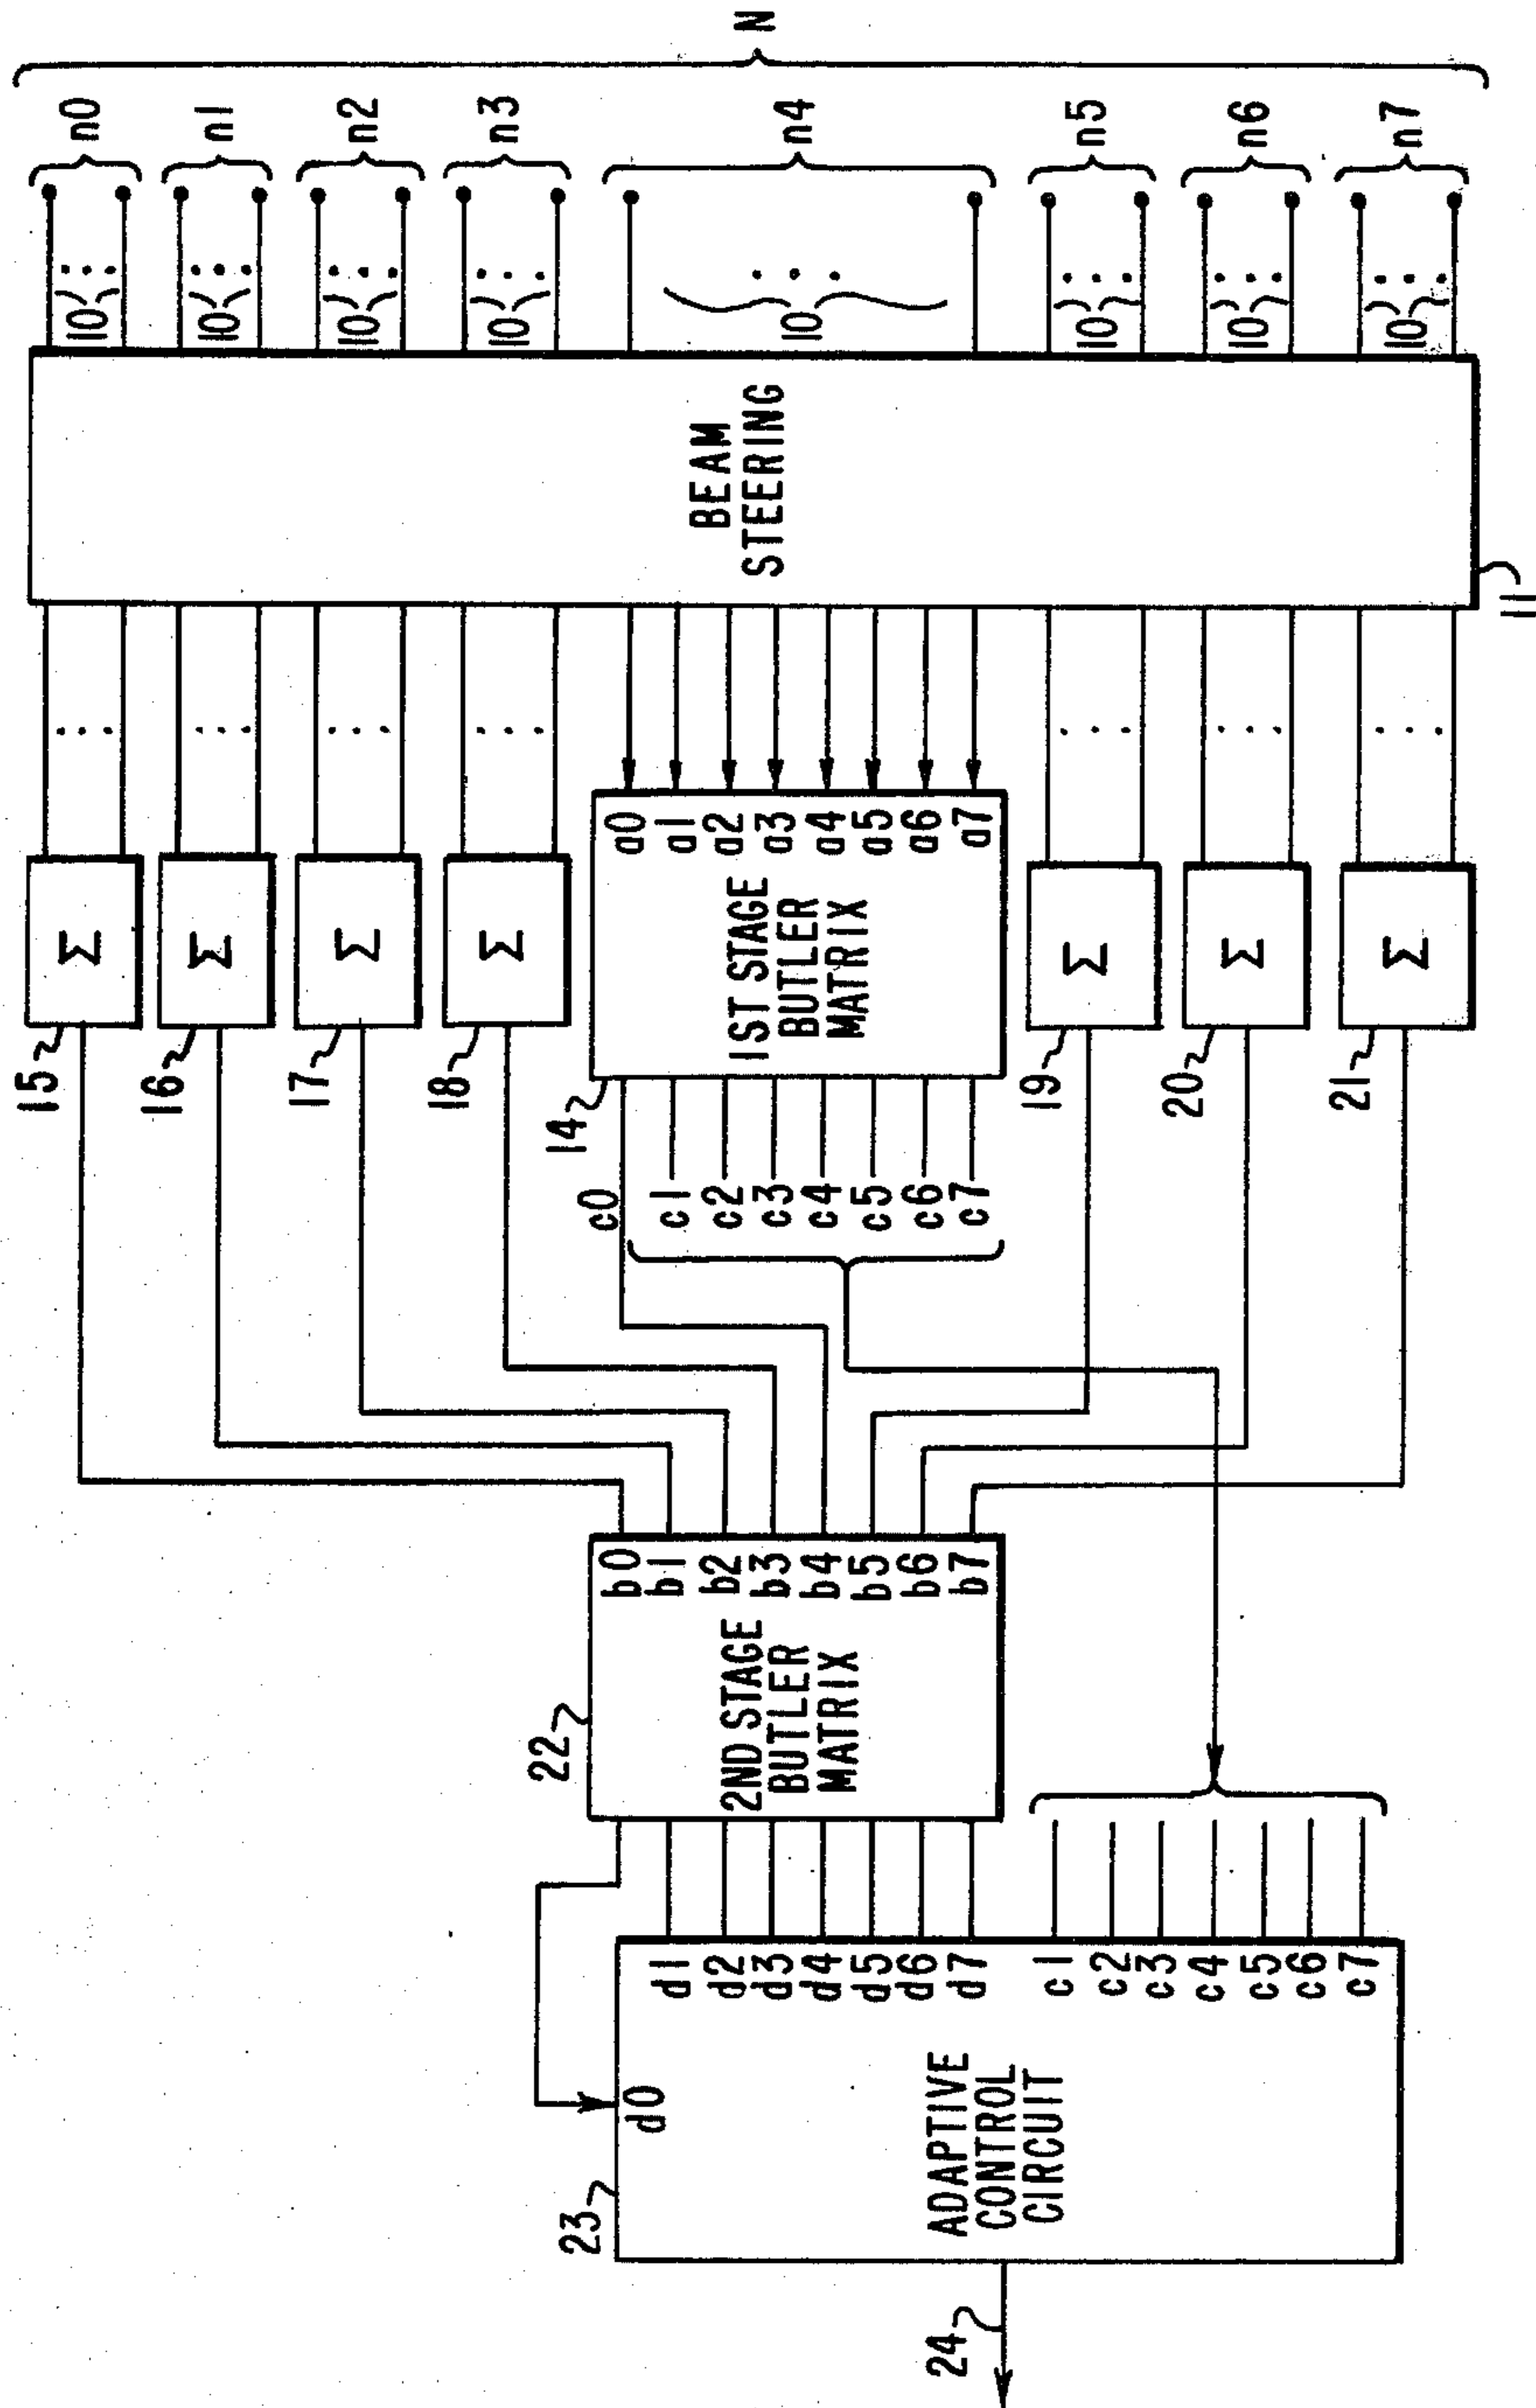 N
n0
n1
n2
n3
n4
n5
n6
n7
10
10
10
10
10
10
10
10
BEAM
STEERING
11
Σ
Σ
Σ
Σ
Σ
Σ
Σ
15
16
17
18
19
20
21
a0
a1
a2
a3
a4
a5
a6
a7
1ST STAGE
BUTLER
MATRIX
14
c0
c1
c2
c3
c4
c5
c6
c7
b0
b1
b2
b3
b4
b5
b6
b7
2ND STAGE
BUTLER
MATRIX
22
d0
d1
d2
d3
d4
d5
d6
d7
c1
c2
c3
c4
c5
c6
c7
ADAPTIVE
CONTROL
CIRCUIT
23
24